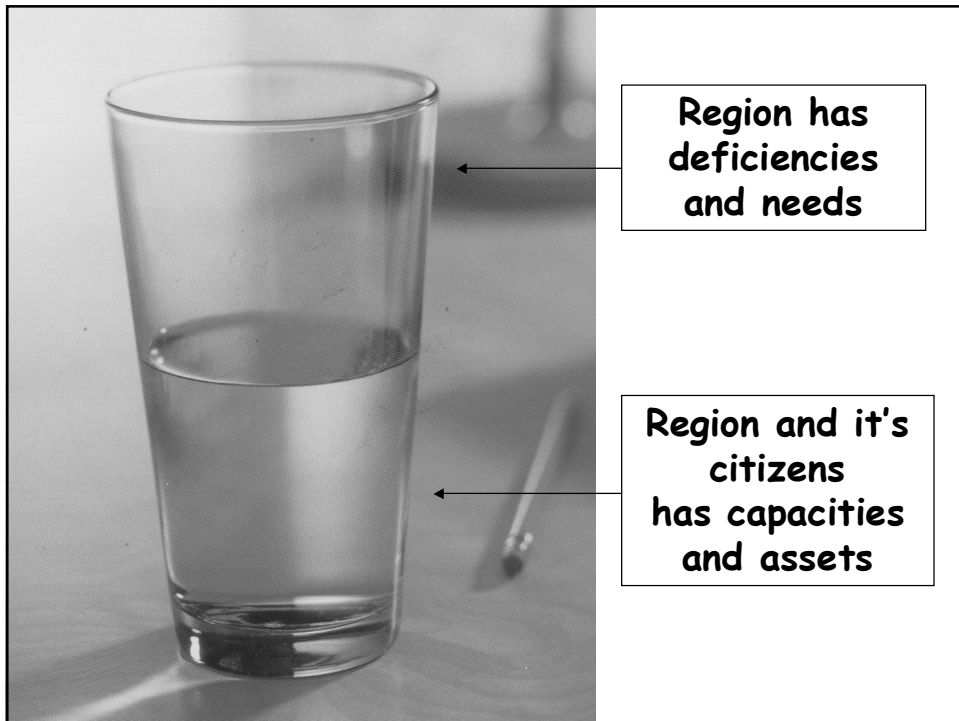 Region has
deficiencies
and needs
Region and it's
citizens
has capacities
and assets